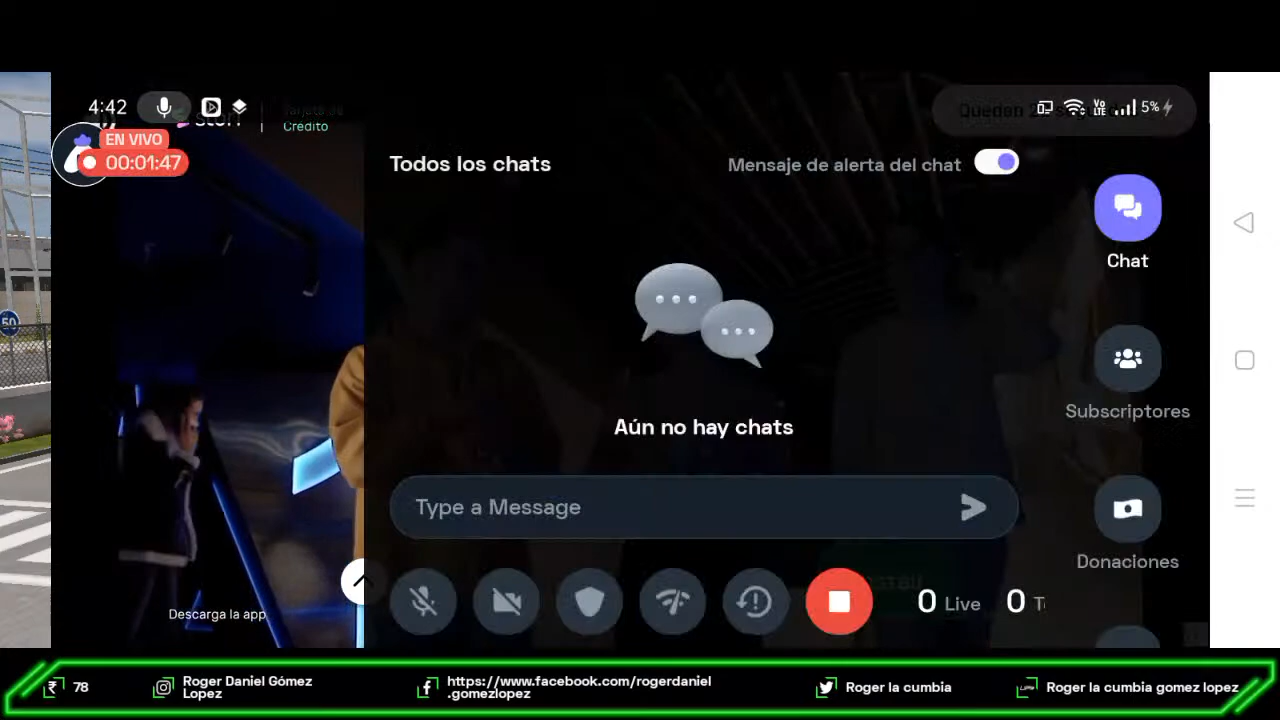 4:42
5%
stori
Crédito
EN VIVO
00:01:47
Todos los chats
Mensaje de alerta del chat
Chat
50
Subscriptores
Aún no hay chats
Type a Message
Donaciones
0 Live
0 T
Descarga la app
78
Roger Daniel Gómez
Lopez
https://www.facebook.com/rogerdaniel
.gomezlopez
Roger la cumbia
Roger la cumbia gomez lopez